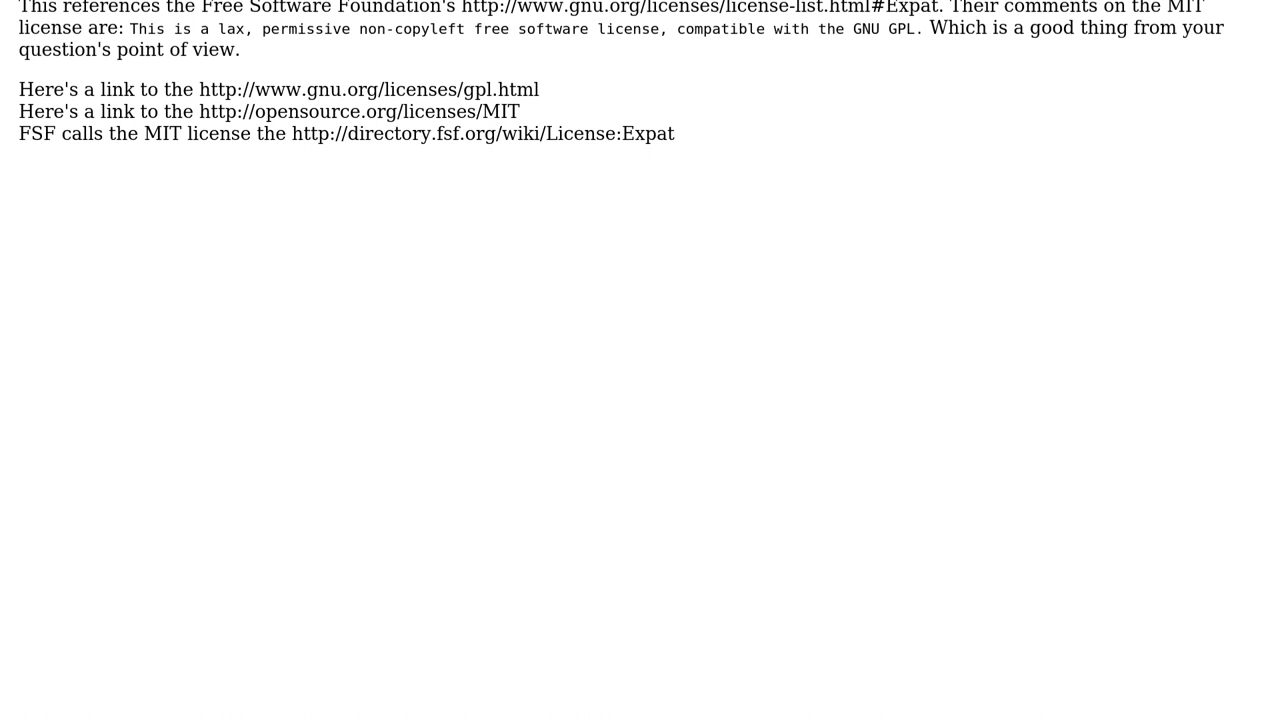 This references the Free Software Foundation's http://www.gnu.org/licenses/license-list.html#Expat. Their comments on the MIT
license are: This is a lax, permissive non-copyleft free software license, compatible with the GNU GPL. Which is a good thing from your
question's point of view.
Here's a link to the http://www.gnu.org/licenses/gpl.html
Here's a link to the http://opensource.org/licenses/MIT
FSF calls the MIT license the http://directory.fsf.org/wiki/License:Expat